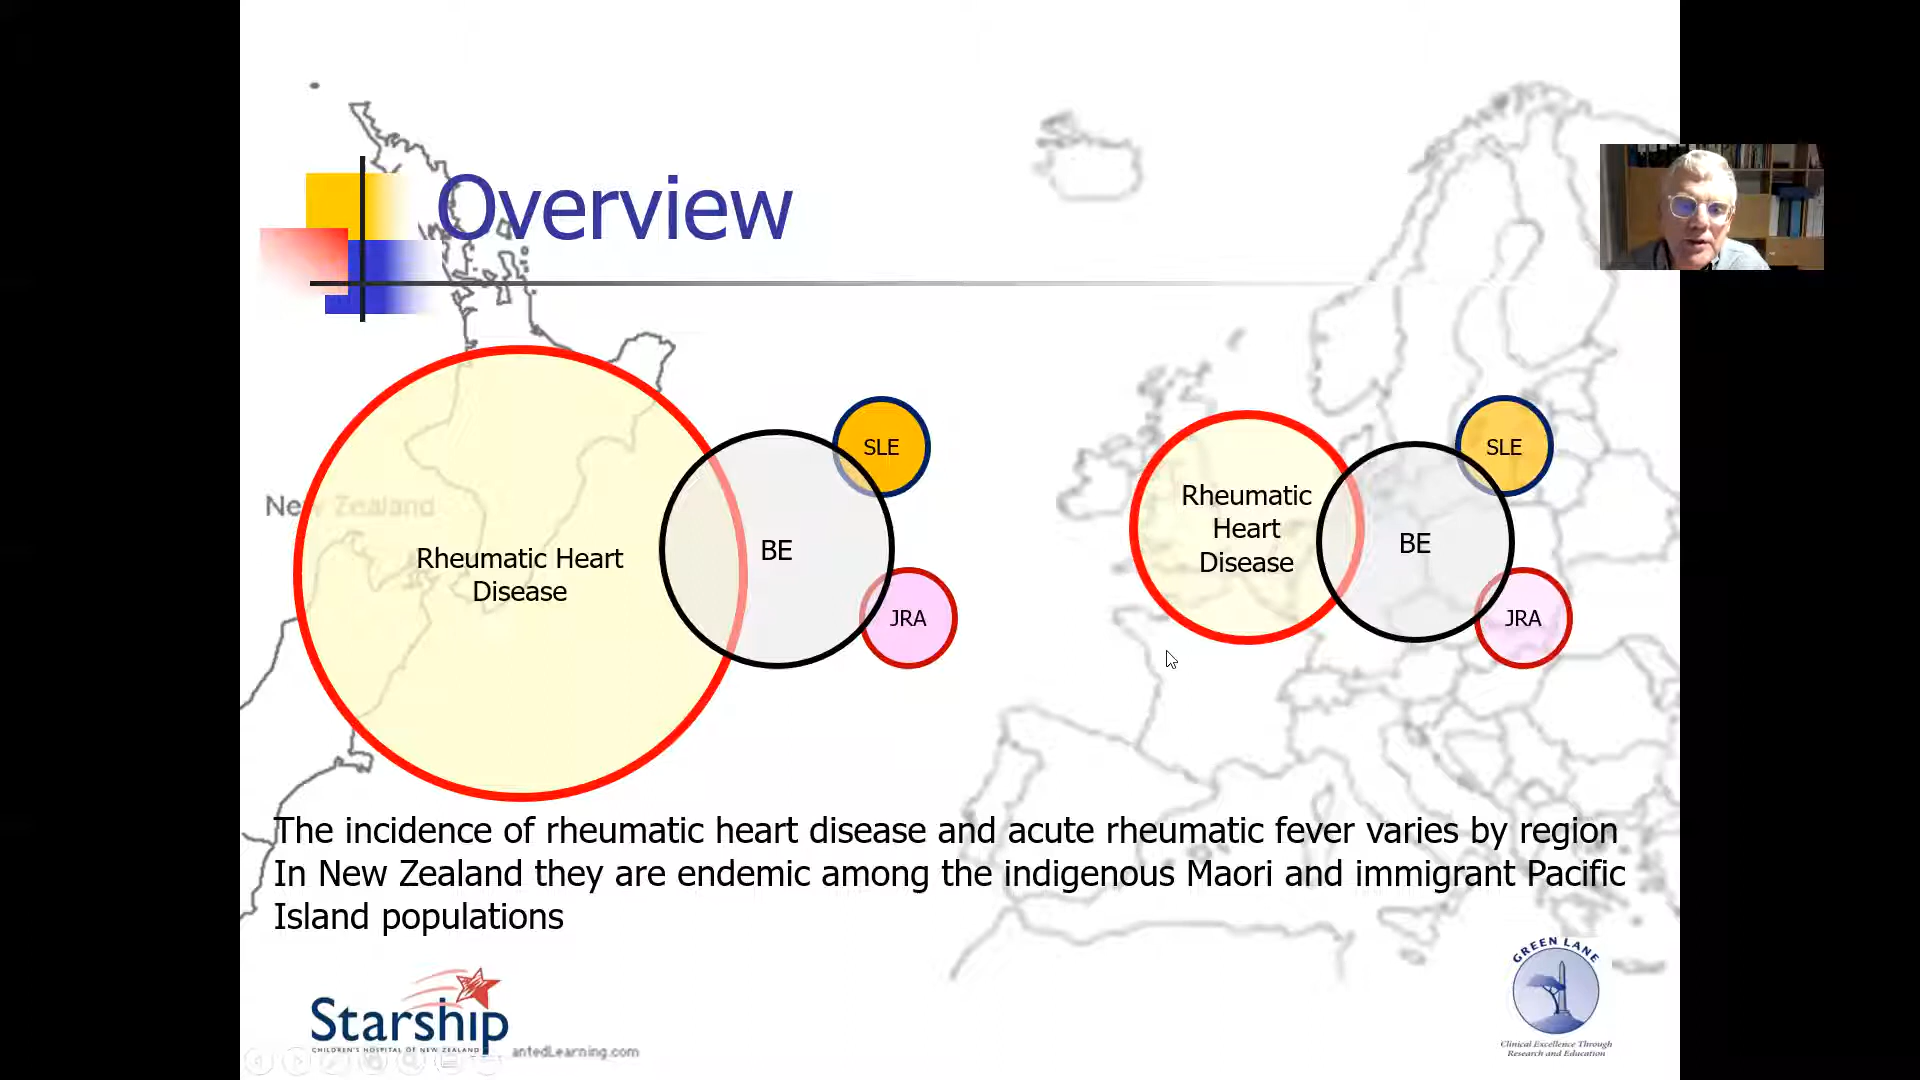 Overview
New Zealand
Rheumatic Heart
Disease
BE
SLE
JRA
Rheumatic
Heart
Disease
BE
SLE
JRA
The incidence of rheumatic heart disease and acute rheumatic fever varies by region
In New Zealand they are endemic among the indigenous Maori and immigrant Pacific
Island populations
Starship
CHILDREN'S HOSPITAL OF NEW ZEALAND
antedLearning.com
GREEN LANE
Clinical Excellence Through
Research and Education